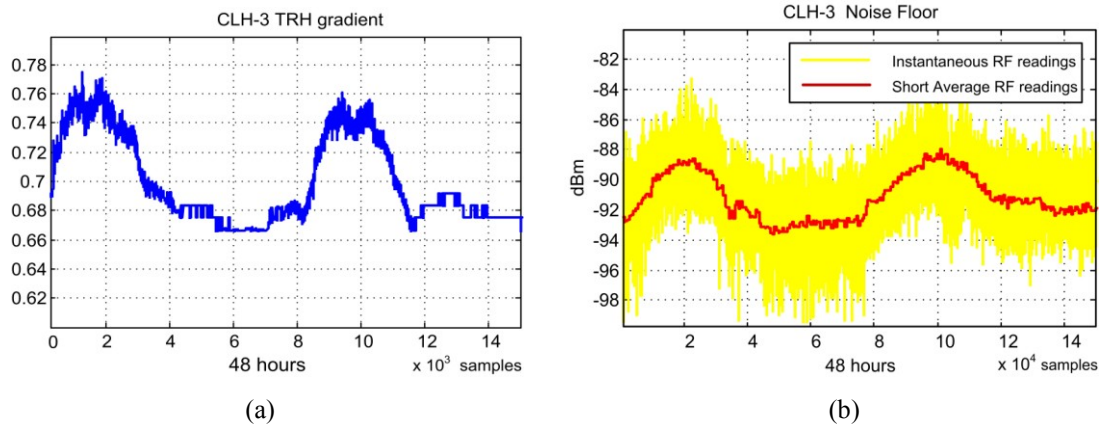 CLH-3 TRH gradient
0.78
0.76
0.74
0.72
0.7
0.68
0.66
0.64
0.62
0 2 4 6 8 10 12 14
48 hours x 10³ samples
(a)
CLH-3 Noise Floor
Instantaneous RF readings
Short Average RF readings
dBm
-82
-84
-86
-88
-90
-92
-94
-96
-98
2 4 6 8 10 12 14
48 hours x 10⁴ samples
(b)